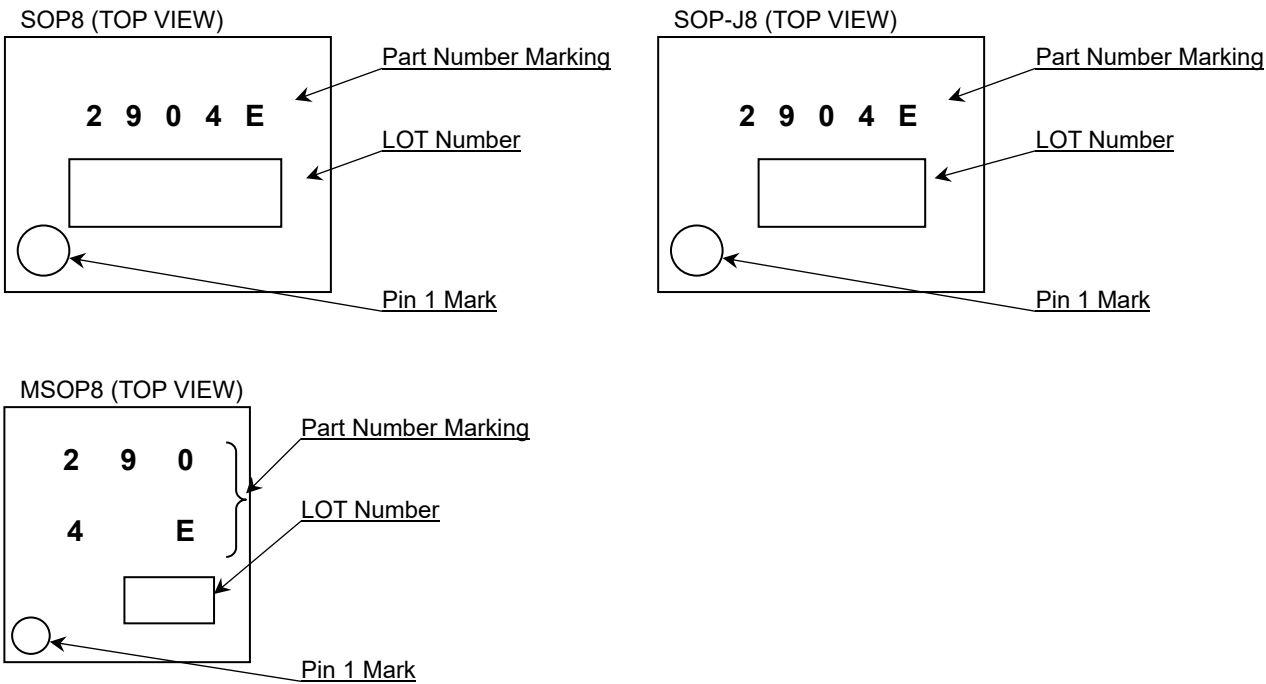 SOP8 (TOP VIEW)
Part Number Marking
2 9 0 4 E
LOT Number
Pin 1 Mark
SOP-J8 (TOP VIEW)
Part Number Marking
2 9 0 4 E
LOT Number
Pin 1 Mark
MSOP8 (TOP VIEW)
Part Number Marking
2 9 0
LOT Number
4 E
Pin 1 Mark